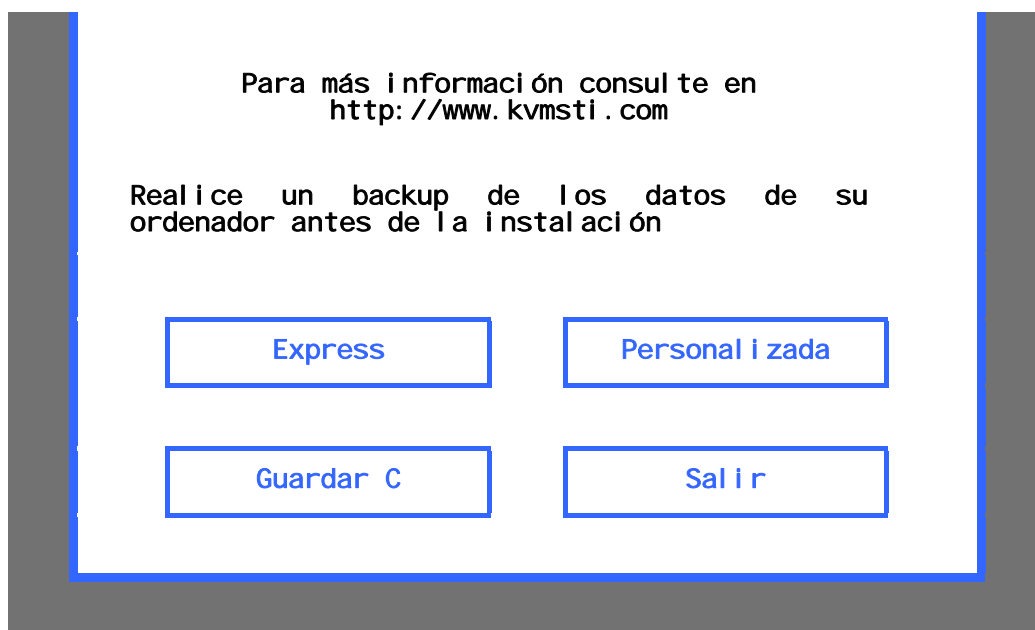 Para más información consulte en
http://www.kvmsti.com
Realice un backup de los datos de su
ordenador antes de la instalación
Express
Personalizada
Guardar C
Salir